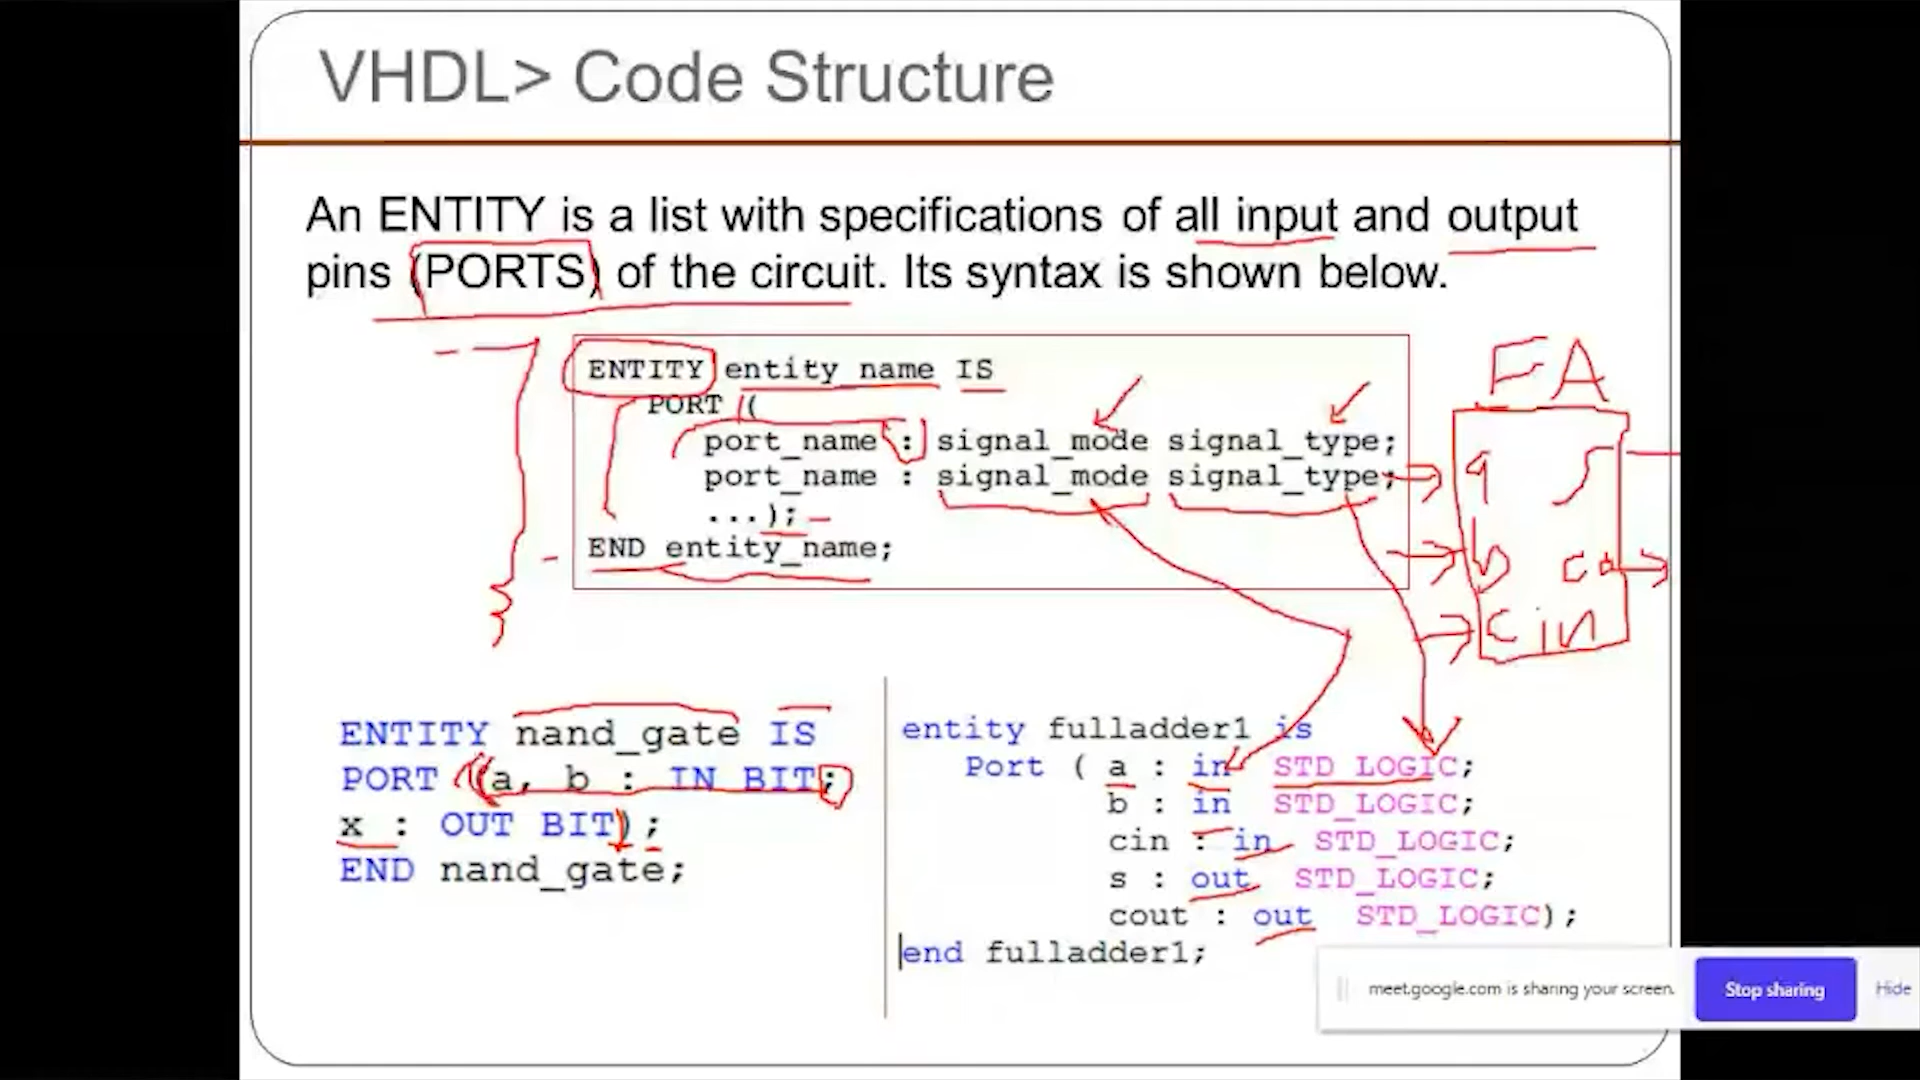 VHDL> Code Structure
An ENTITY is a list with specifications of all input and output
pins (PORTS) of the circuit. Its syntax is shown below.
ENTITY entity_name IS
PORT (
port_name : signal_mode signal_type;
port_name : signal_mode signal_type;
...);
END entity_name;
FA
a s
b co
cin
ENTITY nand_gate IS
PORT (a, b : IN BIT;
x : OUT BIT);
END nand_gate;
entity fulladder1 is
Port ( a : in STD_LOGIC;
b : in STD_LOGIC;
cin : in STD_LOGIC;
s : out STD_LOGIC;
cout : out STD_LOGIC);
end fulladder1;
meet.google.com is sharing your screen.
Stop sharing
Hide